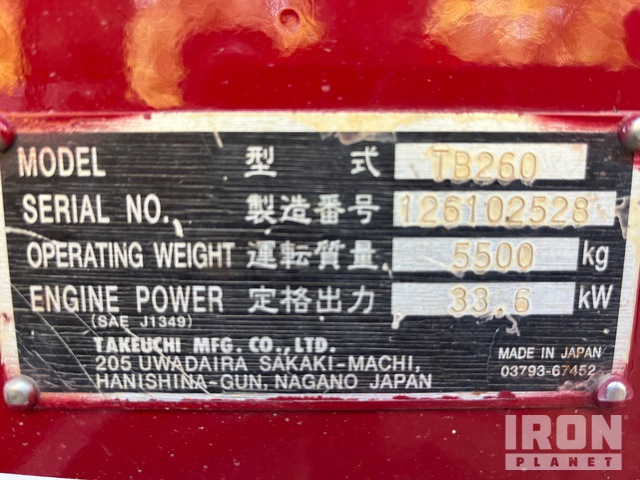 MODEL 型式 TB260
SERIAL NO. 製造番号 126102528
OPERATING WEIGHT 運転質量 5500 kg
ENGINE POWER 定格出力 33.6 kW
(SAE J1349)
TAKEUCHI MFG. CO., LTD.
205 UWADAIRA SAKAKI-MACHI,
HANISHINA-GUN, NAGANO JAPAN
MADE IN JAPAN
03793-67452
IRON
PLANET